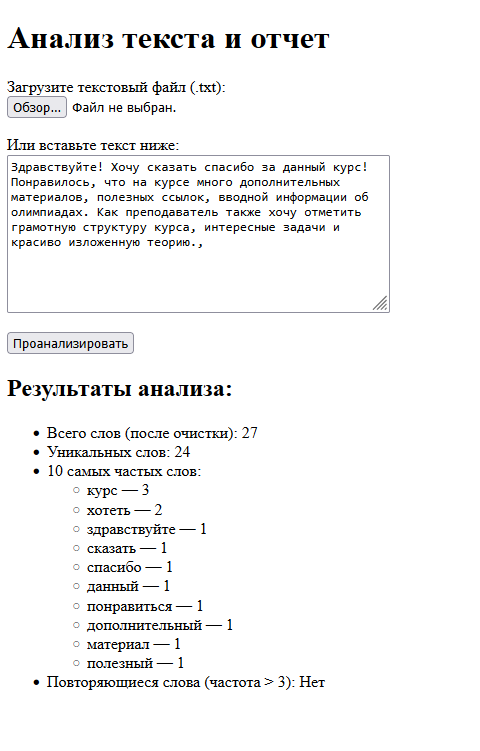 Анализ текста и отчет
Загрузите текстовый файл (.txt):
Обзор... Файл не выбран.
Или вставьте текст ниже:
Здравствуйте! Хочу сказать спасибо за данный курс!
Понравилось, что на курсе много дополнительных
материалов, полезных ссылок, вводной информации об
олимпиадах. Как преподаватель также хочу отметить
грамотную структуру курса, интересные задачи и
красиво изложенную теорию.,
Проанализировать
Результаты анализа:
Всего слов (после очистки): 27
Уникальных слов: 24
10 самых частых слов:
курс — 3
хотеть — 2
здравствуйте — 1
сказать — 1
спасибо — 1
данный — 1
понравиться — 1
дополнительный — 1
материал — 1
полезный — 1
Повторяющиеся слова (частота > 3): Нет